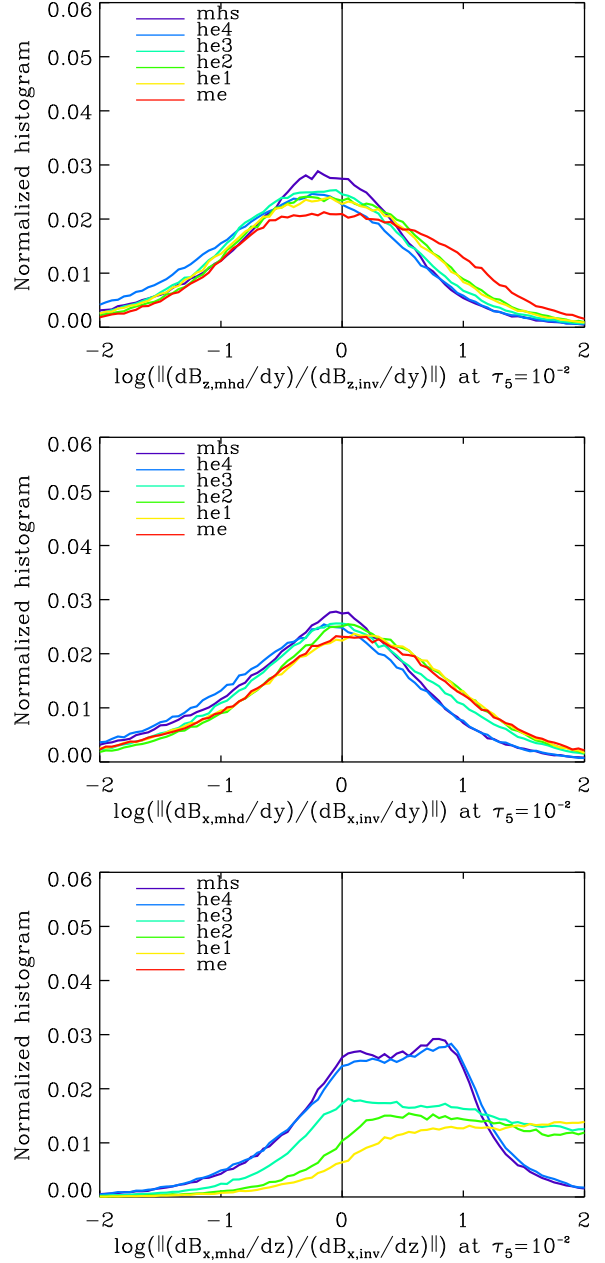 0.06
0.05
0.04
0.03
0.02
0.01
0.00
Normalized histogram
mhs
he4
he3
he2
he1
me
−2 −1 0 1 2
log(‖(dB_z,mhd/dy)/(dB_z,inv/dy)‖) at τ_5=10^-2
0.06
0.05
0.04
0.03
0.02
0.01
0.00
Normalized histogram
mhs
he4
he3
he2
he1
me
−2 −1 0 1 2
log(‖(dB_x,mhd/dy)/(dB_x,inv/dy)‖) at τ_5=10^-2
0.06
0.05
0.04
0.03
0.02
0.01
0.00
Normalized histogram
mhs
he4
he3
he2
he1
me
−2 −1 0 1 2
log(‖(dB_x,mhd/dz)/(dB_x,inv/dz)‖) at τ_5=10^-2